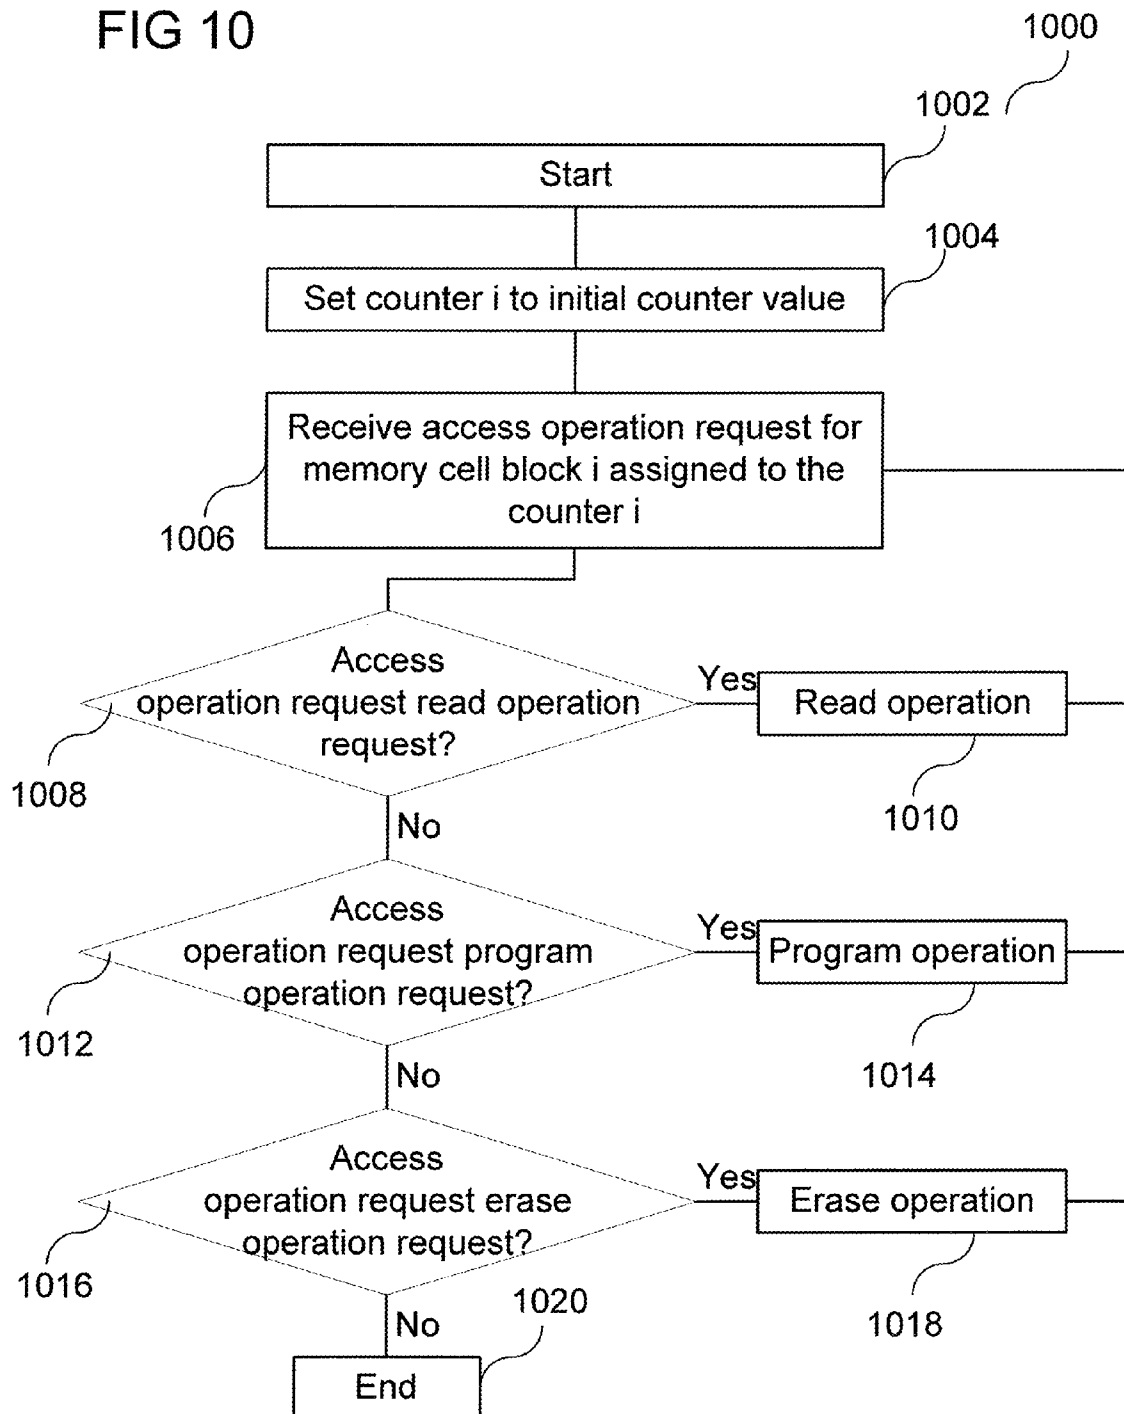 FIG 10
1000
1002
Start
1004
Set counter i to initial counter value
Receive access operation request for
memory cell block i assigned to the
counter i
1006
Access
operation request read operation
request?
Yes
Read operation
1008
1010
No
Access
operation request program
operation request?
Yes
Program operation
1012
1014
No
Access
operation request erase
operation request?
Yes
Erase operation
1016
1018
No
1020
End